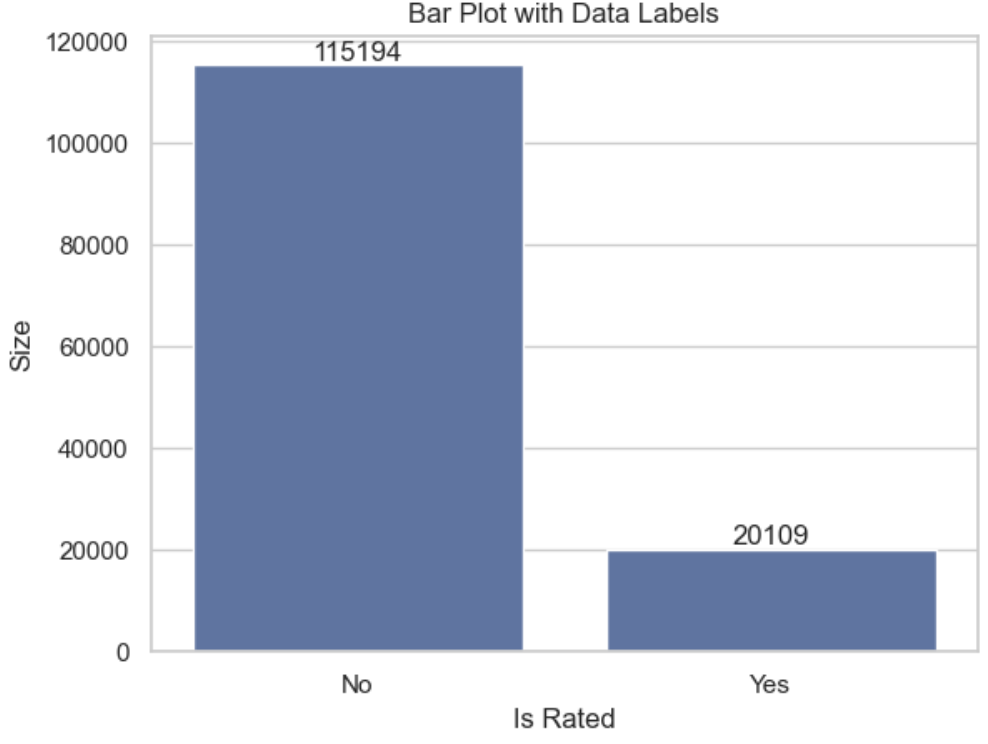 Bar Plot with Data Labels
120000
115194
100000
80000
60000
Size
40000
20109
20000
0
No
Yes
Is Rated